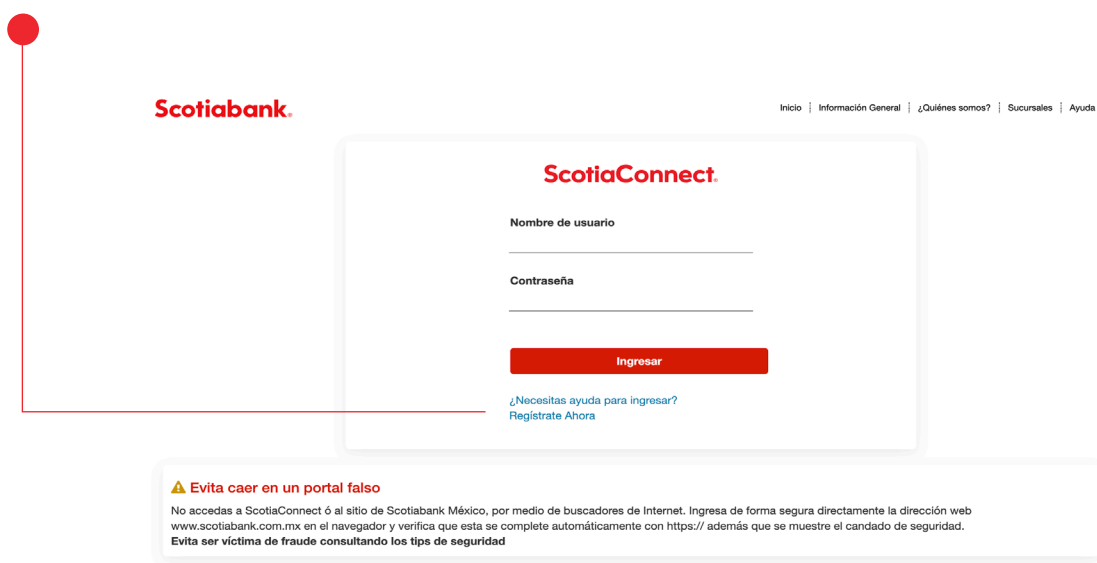 Scotiabank®
Inicio | Información General | ¿Quiénes somos? | Sucursales | Ayuda
ScotiaConnect®
Nombre de usuario
Contraseña
Ingresar
¿Necesitas ayuda para ingresar?
Regístrate Ahora
Evita caer en un portal falso
No accedas a ScotiaConnect ó al sitio de Scotiabank México, por medio de buscadores de Internet. Ingresa de forma segura directamente la dirección web
www.scotiabank.com.mx en el navegador y verifica que esta se complete automáticamente con https:// además que se muestre el candado de seguridad.
Evita ser víctima de fraude consultando los tips de seguridad